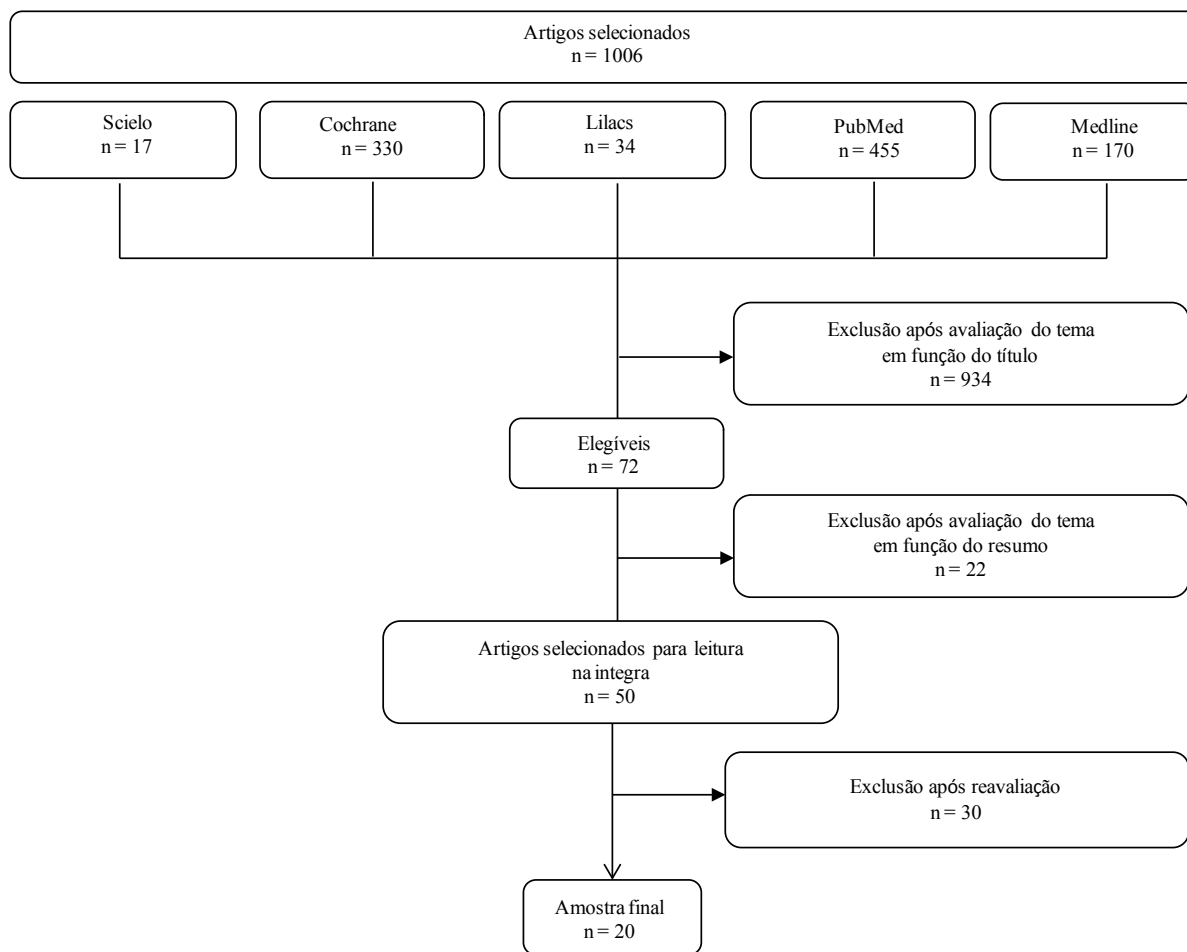 Artigos selecionados
n = 1006
Scielo
n = 17
Cochrane
n = 330
Lilacs
n = 34
PubMed
n = 455
Medline
n = 170
Exclusão após avaliação do tema
em função do título
n = 934
Elegíveis
n = 72
Exclusão após avaliação do tema
em função do resumo
n = 22
Artigos selecionados para leitura
na integra
n = 50
Exclusão após reavaliação
n = 30
Amostra final
n = 20